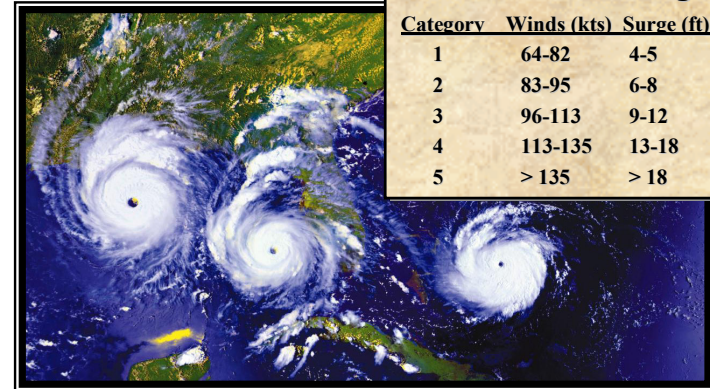 Category Winds (kts) Surge (ft)
1 64-82 4-5
2 83-95 6-8
3 96-113 9-12
4 113-135 13-18
5 > 135 > 18